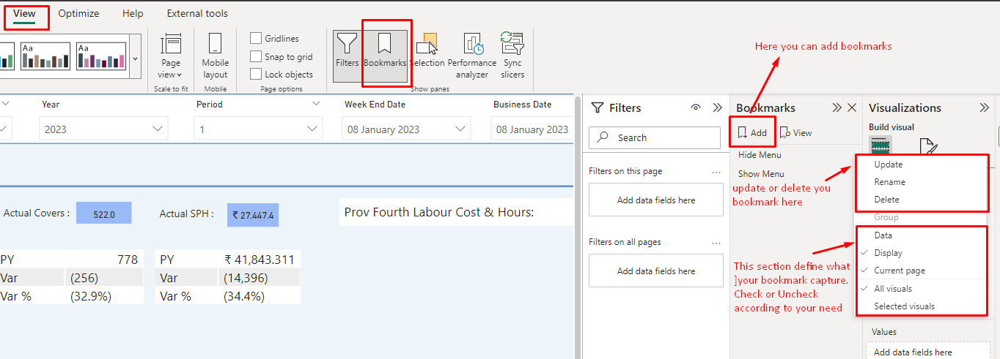 View Optimize Help External tools
Aa Aa
Gridlines
Snap to grid
Lock objects
Page view
Mobile layout
Filters Bookmarks Selection Performance analyzer Sync slicers
Scale to fit Mobile Page options Show panes
Here you can add bookmarks
Year Period Week End Date Business Date
2023 1 08 January 2023 08 January 2023
Filters
Search
Filters on this page ...
Add data fields here
Filters on all pages ...
Add data fields here
Bookmarks
Add View
Hide Menu
Show Menu
update or delete you
bookmark here
This section define what
]your bookmark capture.
Check or Uncheck
according to your need
Visualizations
Build visual
Update
Rename
Delete
Group
Data
Display
Current page
All visuals
Selected visuals
Values
Add data fields here
Actual Covers : 522.0 Actual SPH : ₹ 27,447.4 Prov Fourth Labour Cost & Hours:
PY 778 PY ₹ 41,843.311
Var (256) Var (14,396)
Var % (32.9%) Var % (34.4%)